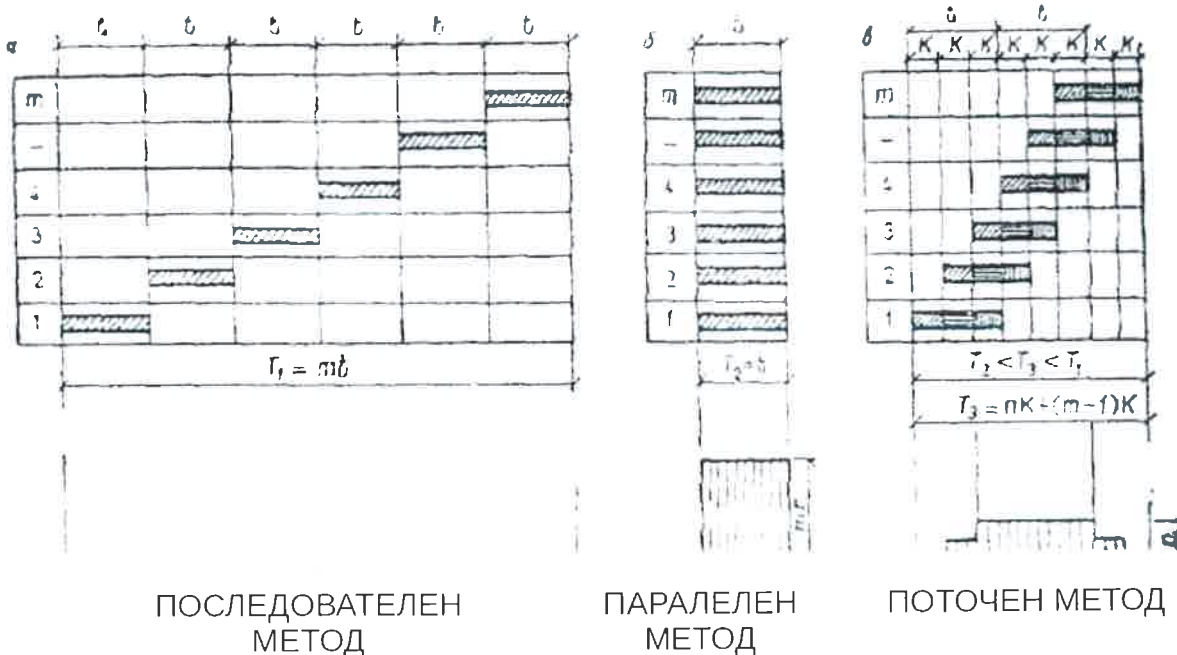 а
t t t t t t
m
–
4
3
2
1
T₁ = mt
ПОСЛЕДОВАТЕЛЕН
МЕТОД
б
t
m
–
4
3
2
1
T₂=t
ПАРАЛЕЛЕН
МЕТОД
в
t t
K K K K K K K K
m
–
4
3
2
1
T₂ < T₃ < T₁
T₃ = nK+(m-1)K
ПОТОЧЕН МЕТОД